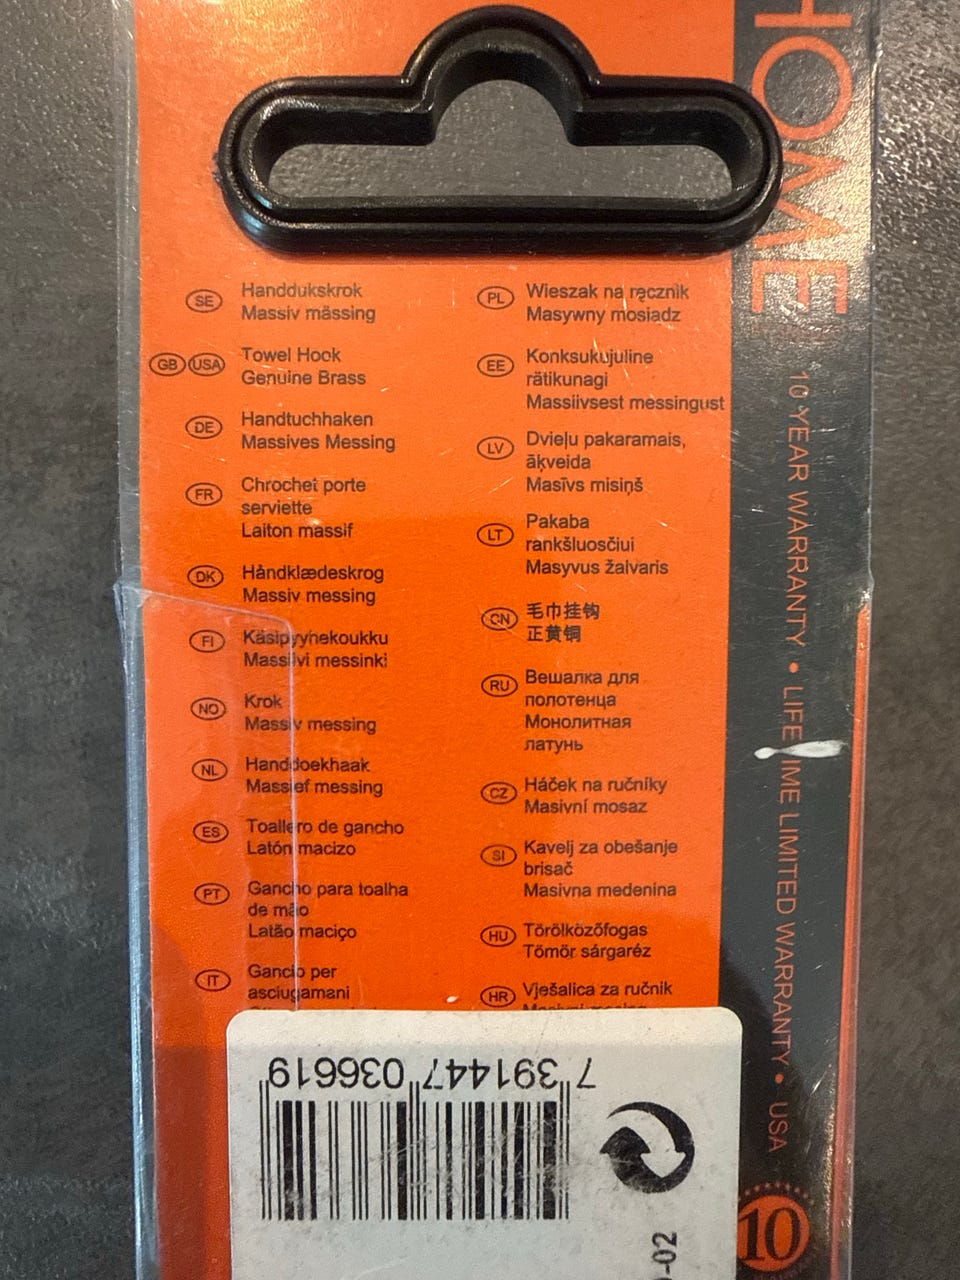 HOME
10 YEAR WARRANTY • LIFE IME LIMITED WARRANTY • USA
10
SE
Handdukskrok
Massiv mässing
GB USA
Towel Hook
Genuine Brass
DE
Handtuchhaken
Massives Messing
FR
Chrochet porte
serviette
Laiton massif
DK
Håndklædeskrog
Massiv messing
FI
Käsipyyhekoukku
Massiivi messinki
NO
Krok
Massiv messing
NL
Handdoekhaak
Massief messing
ES
Toallero de gancho
Latón macizo
PT
Gancho para toalha
de mão
Latão maciço
IT
Gancio per
asciugamani
PL
Wieszak na ręcznik
Masywny mosiadz
EE
Konksukujuline
rätikunagi
Massiivsest messingust
LV
Dvieļu pakaramais,
āķveida
Masīvs misiņš
LT
Pakaba
rankšluosčiui
Masyvus žalvaris
CN
毛巾挂钩
正黄铜
RU
Вешалка для
полотенца
Монолитная
латунь
CZ
Háček na ručníky
Masivní mosaz
SI
Kavelj za obešanje
brisač
Masivna medenina
HU
Törölközőfogas
Tömör sárgaréz
HR
Vješalica za ručnik
7 391447 036619
-02